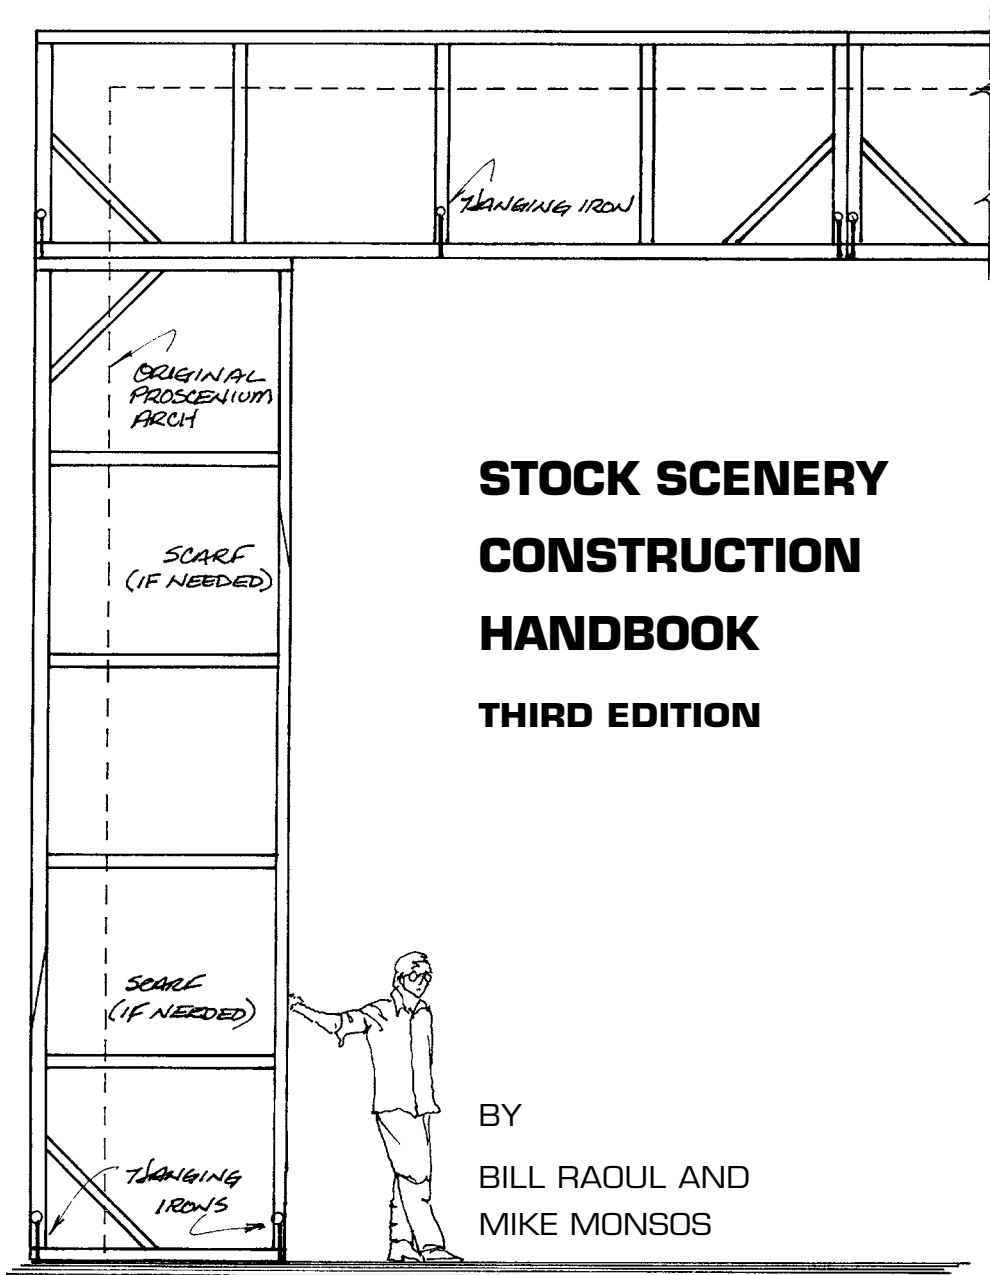 HANGING IRON
ORIGINAL
PROSCENIUM
ARCH
STOCK SCENERY
CONSTRUCTION
HANDBOOK
THIRD EDITION
SCARF
(IF NEEDED)
SCARF
(IF NEEDED)
HANGING
IRONS
BY
BILL RAOUL AND
MIKE MONSOS